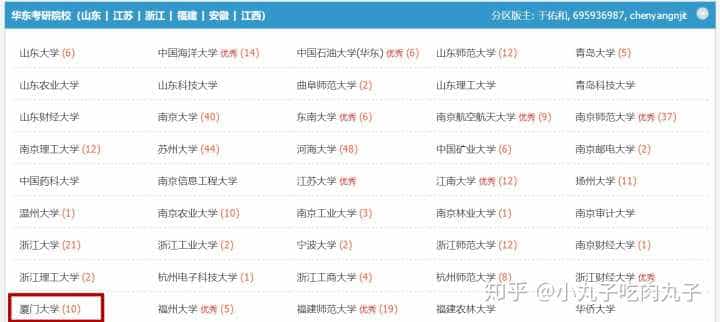 华东考研院校（山东 | 江苏 | 浙江 | 福建 | 安徽 | 江西） 分区版主: 于佑和, 695936987, chenyangnjit
山东大学 (6) 中国海洋大学 优秀 (14) 中国石油大学(华东) 优秀 (6) 山东师范大学 (12) 青岛大学 (5)
山东农业大学 山东科技大学 曲阜师范大学 (2) 山东理工大学 青岛科技大学
山东财经大学 南京大学 (40) 东南大学 优秀 (6) 南京航空航天大学 优秀 (9) 南京师范大学 优秀 (37)
南京理工大学 (12) 苏州大学 (44) 河海大学 (48) 中国矿业大学 (6) 南京邮电大学 (2)
中国药科大学 南京信息工程大学 江苏大学 优秀 江南大学 优秀 (12) 扬州大学 (11)
温州大学 (1) 南京农业大学 (10) 南京工业大学 (3) 南京林业大学 (1) 南京审计大学
浙江大学 (21) 浙江工业大学 (2) 宁波大学 (2) 浙江师范大学 (12) 南京财经大学 (1)
浙江理工大学 (2) 杭州电子科技大学 (1) 浙江工商大学 (4) 杭州师范大学 (8) 浙江财经大学 优秀
厦门大学 (10) 福州大学 优秀 (5) 福建师范大学 优秀 (19) 福建农林大学 华侨大学
知乎 @小丸子吃肉丸子